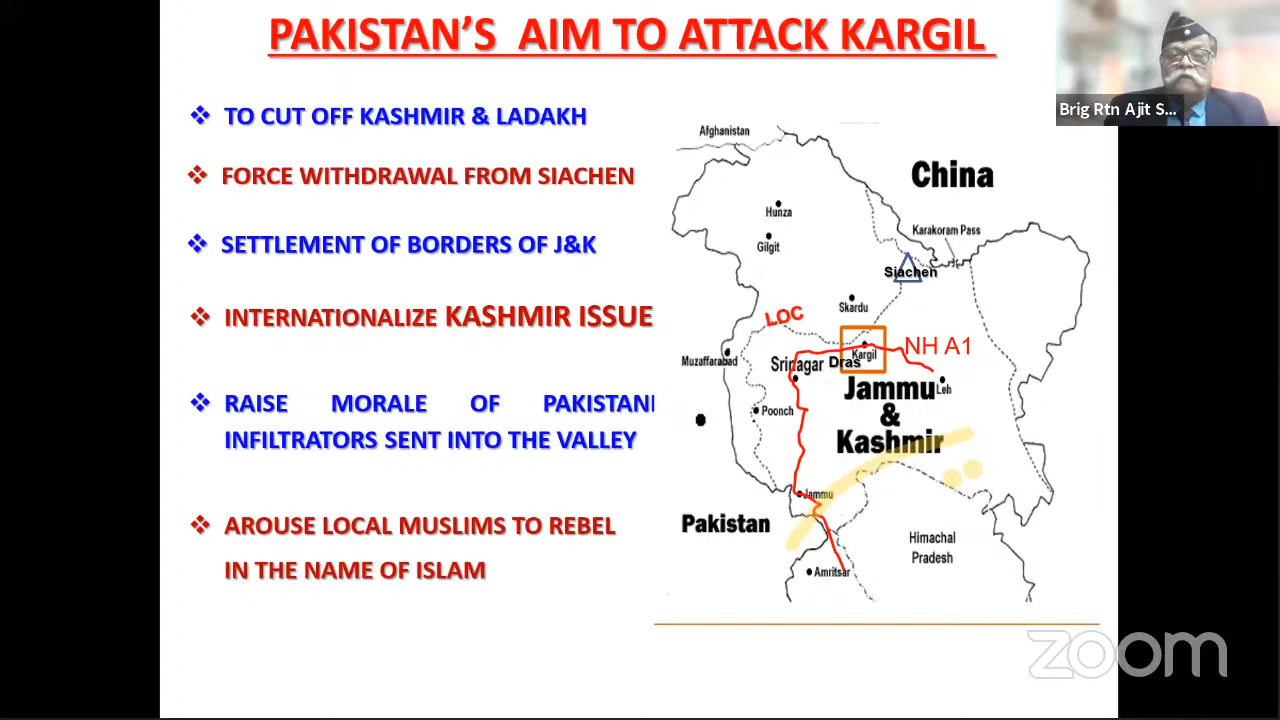 PAKISTAN'S AIM TO ATTACK KARGIL
Brig Rtn Ajit S...
TO CUT OFF KASHMIR & LADAKH
FORCE WITHDRAWAL FROM SIACHEN
SETTLEMENT OF BORDERS OF J&K
INTERNATIONALIZE KASHMIR ISSUE
RAISE MORALE OF PAKISTANI
INFILTRATORS SENT INTO THE VALLEY
AROUSE LOCAL MUSLIMS TO REBEL
IN THE NAME OF ISLAM
Afghanistan
China
Hunza
Karakoram Pass
Gilgit
Siachen
Skardu
LOC
Kargil
NH A1
Muzaffarabad
Srinagar
Dras
Leh
Jammu
&
Kashmir
Poonch
Jammu
Pakistan
Himachal
Pradesh
Amritsar
zoom